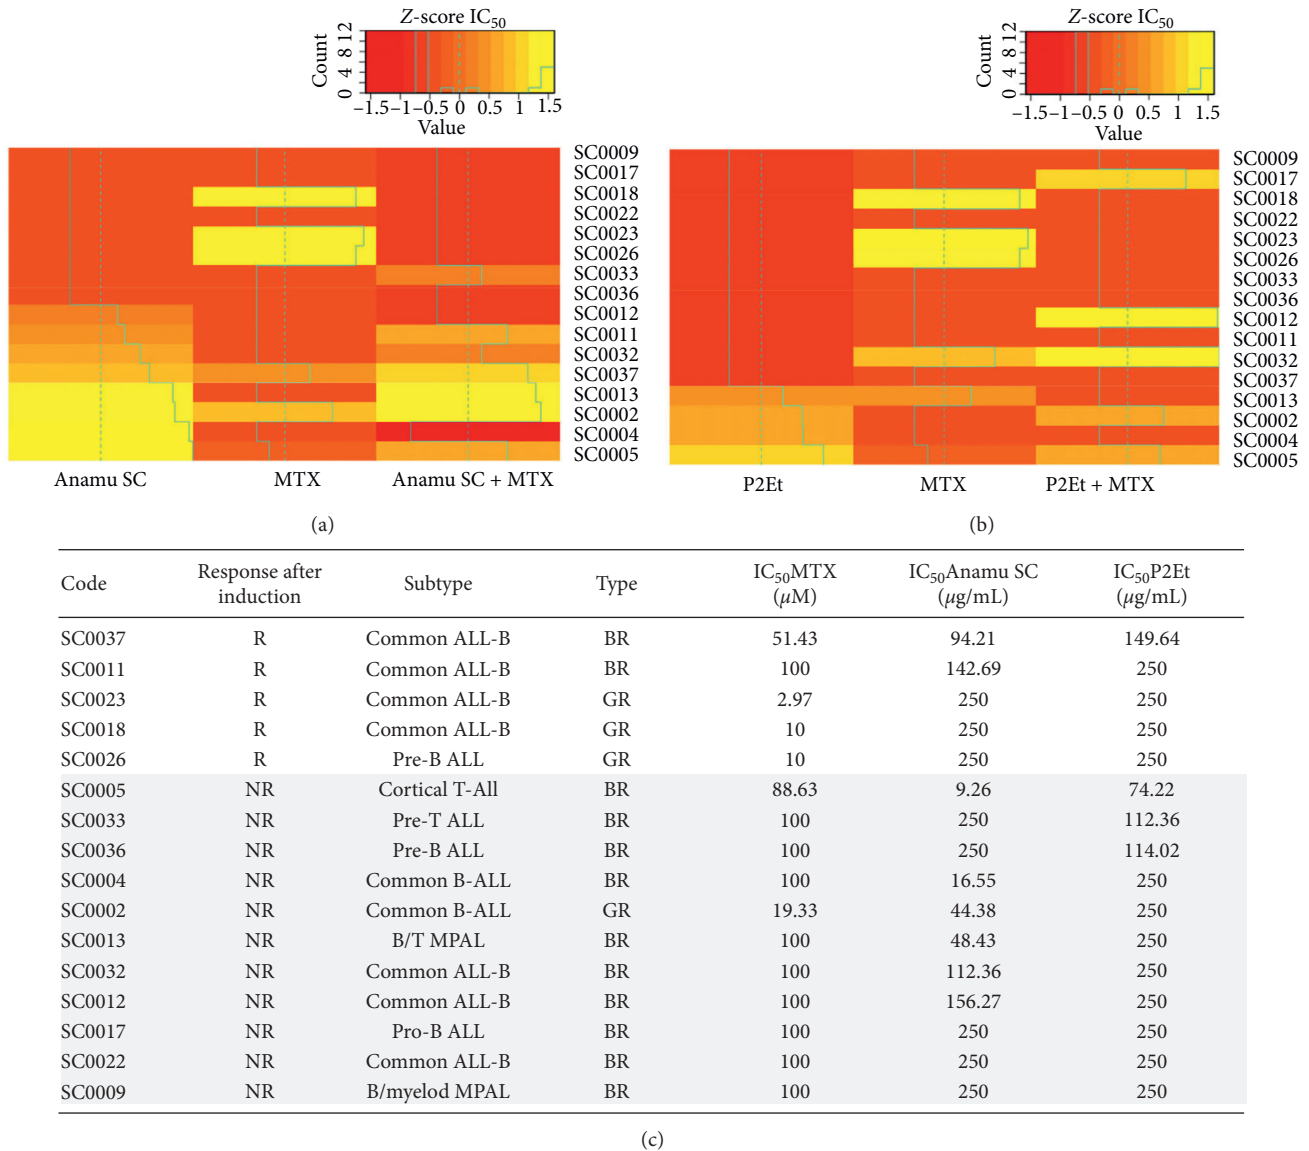 Z-score IC50
Count
0 4 8 12
−1.5 −1 −0.5 0 0.5 1 1.5
Value
SC0009
SC0017
SC0018
SC0022
SC0023
SC0026
SC0033
SC0036
SC0012
SC0011
SC0032
SC0037
SC0013
SC0002
SC0004
SC0005
Anamu SC MTX Anamu SC + MTX
(a)
Z-score IC50
Count
0 4 8 12
−1.5 −1 −0.5 0 0.5 1 1.5
Value
SC0009
SC0017
SC0018
SC0022
SC0023
SC0026
SC0033
SC0036
SC0012
SC0011
SC0032
SC0037
SC0013
SC0002
SC0004
SC0005
P2Et MTX P2Et + MTX
(b)
Code Response after induction Subtype Type IC50MTX (μM) IC50Anamu SC (μg/mL) IC50P2Et (μg/mL)
SC0037 R Common ALL-B BR 51.43 94.21 149.64
SC0011 R Common ALL-B BR 100 142.69 250
SC0023 R Common ALL-B GR 2.97 250 250
SC0018 R Common ALL-B GR 10 250 250
SC0026 R Pre-B ALL GR 10 250 250
SC0005 NR Cortical T-All BR 88.63 9.26 74.22
SC0033 NR Pre-T ALL BR 100 250 112.36
SC0036 NR Pre-B ALL BR 100 250 114.02
SC0004 NR Common B-ALL BR 100 16.55 250
SC0002 NR Common B-ALL GR 19.33 44.38 250
SC0013 NR B/T MPAL BR 100 48.43 250
SC0032 NR Common ALL-B BR 100 112.36 250
SC0012 NR Common ALL-B BR 100 156.27 250
SC0017 NR Pro-B ALL BR 100 250 250
SC0022 NR Common ALL-B BR 100 250 250
SC0009 NR B/myelod MPAL BR 100 250 250
(c)